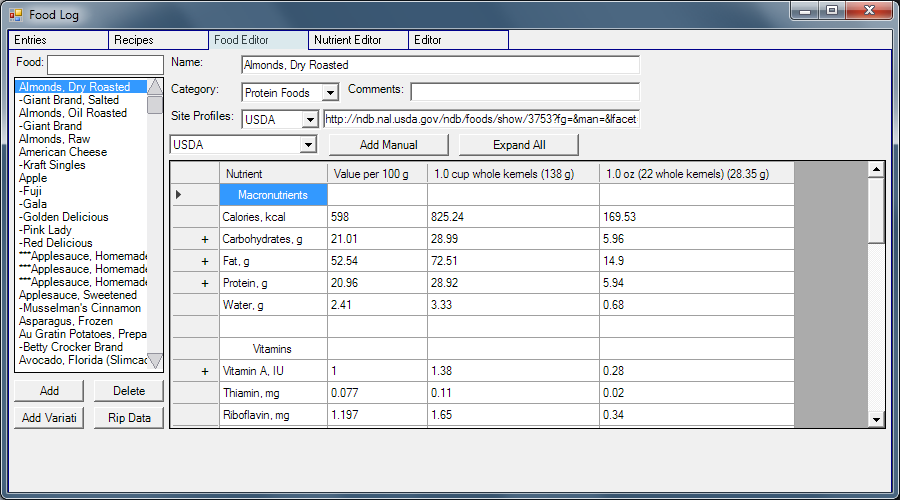 Food Log
Entries Recipes Food Editor Nutrient Editor Editor
Food:
Name: Almonds, Dry Roasted
Category: Protein Foods Comments:
Site Profiles: USDA http://ndb.nal.usda.gov/ndb/foods/show/3753?fg=&man=&facet
USDA Add Manual Expand All
Almonds, Dry Roasted
-Giant Brand, Salted
Almonds, Oil Roasted
-Giant Brand
Almonds, Raw
American Cheese
-Kraft Singles
Apple
-Fuji
-Gala
-Golden Delicious
-Pink Lady
-Red Delicious
***Applesauce, Homemade
***Applesauce, Homemade
***Applesauce, Homemade
Applesauce, Sweetened
-Musselman's Cinnamon
Asparagus, Frozen
Au Gratin Potatoes, Prepa
-Betty Crocker Brand
Avocado, Florida (Slimcad
Add Delete
Add Variati Rip Data
Nutrient Value per 100 g 1.0 cup whole kernels (138 g) 1.0 oz (22 whole kernels) (28.35 g)
Macronutrients
Calories, kcal 598 825.24 169.53
+ Carbohydrates, g 21.01 28.99 5.96
+ Fat, g 52.54 72.51 14.9
+ Protein, g 20.96 28.92 5.94
Water, g 2.41 3.33 0.68
Vitamins
+ Vitamin A, IU 1 1.38 0.28
Thiamin, mg 0.077 0.11 0.02
Riboflavin, mg 1.197 1.65 0.34